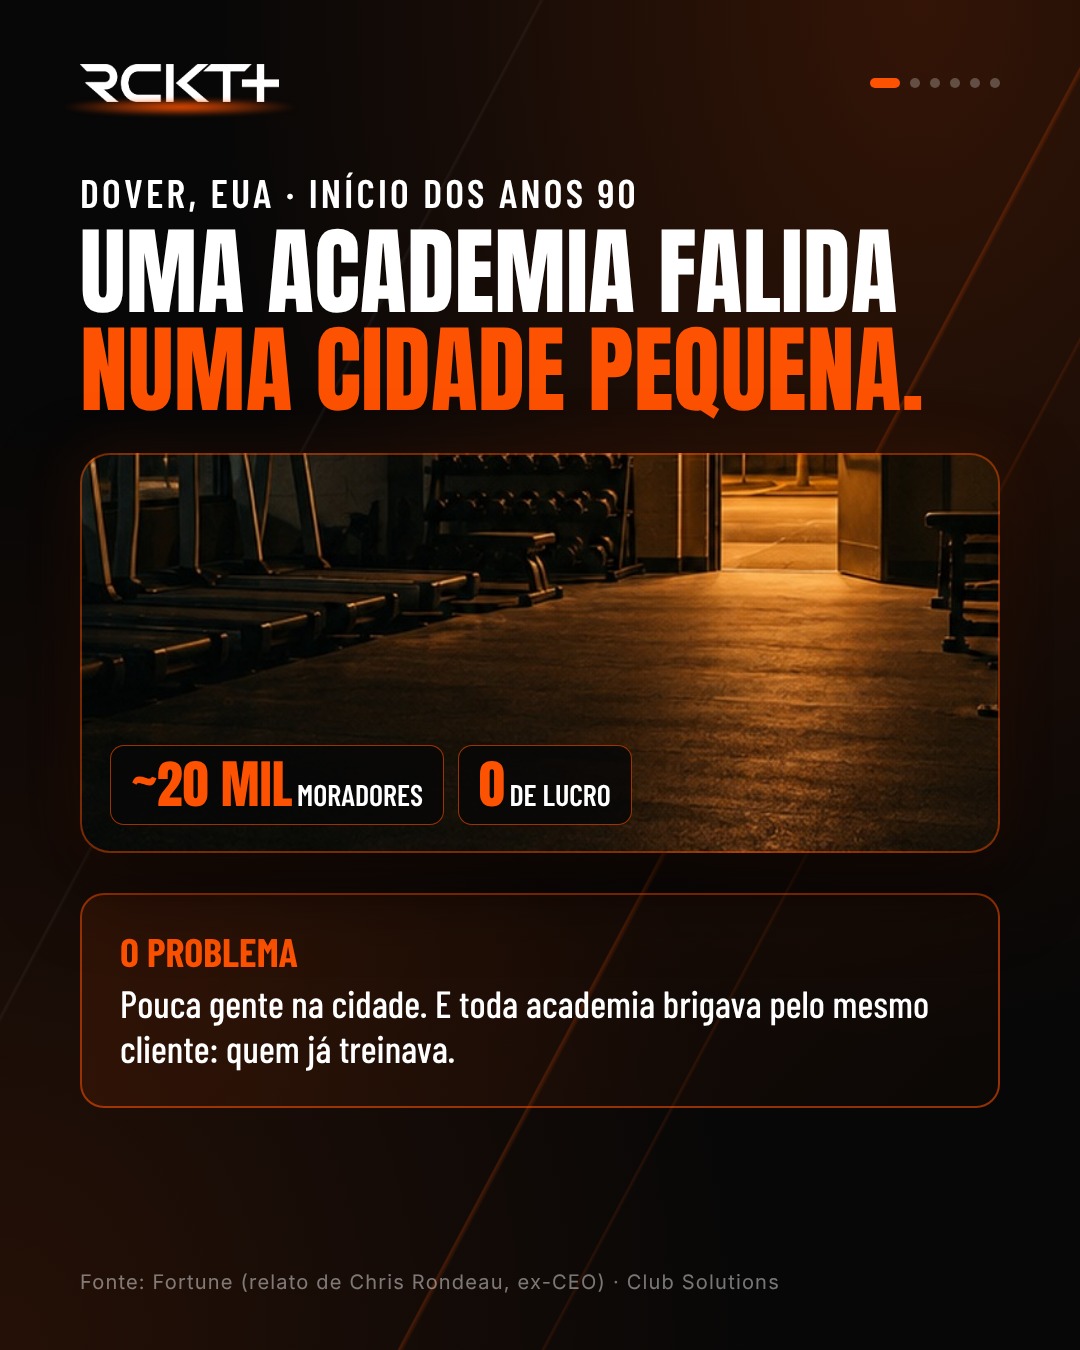 RCKT+
DOVER, EUA · INÍCIO DOS ANOS 90
UMA ACADEMIA FALIDA
NUMA CIDADE PEQUENA.
~20 MIL MORADORES
0 DE LUCRO
O PROBLEMA
Pouca gente na cidade. E toda academia brigava pelo mesmo
cliente: quem já treinava.
Fonte: Fortune (relato de Chris Rondeau, ex-CEO) · Club Solutions